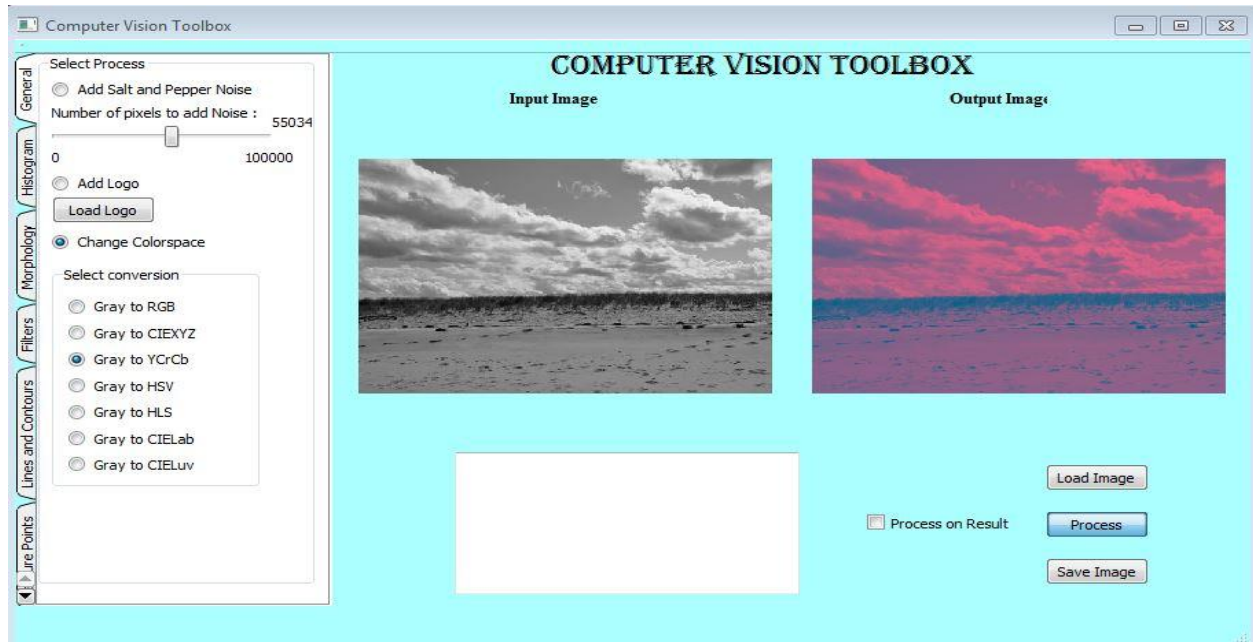 Computer Vision Toolbox
COMPUTER VISION TOOLBOX
General
Histogram
Morphology
Filters
Lines and Contours
ure Points
Select Process
Add Salt and Pepper Noise
Number of pixels to add Noise : 55034
0 100000
Add Logo
Load Logo
Change Colorspace
Select conversion
Gray to RGB
Gray to CIEXYZ
Gray to YCrCb
Gray to HSV
Gray to HLS
Gray to CIELab
Gray to CIELuv
Input Image
Output Image
Load Image
Process on Result
Process
Save Image